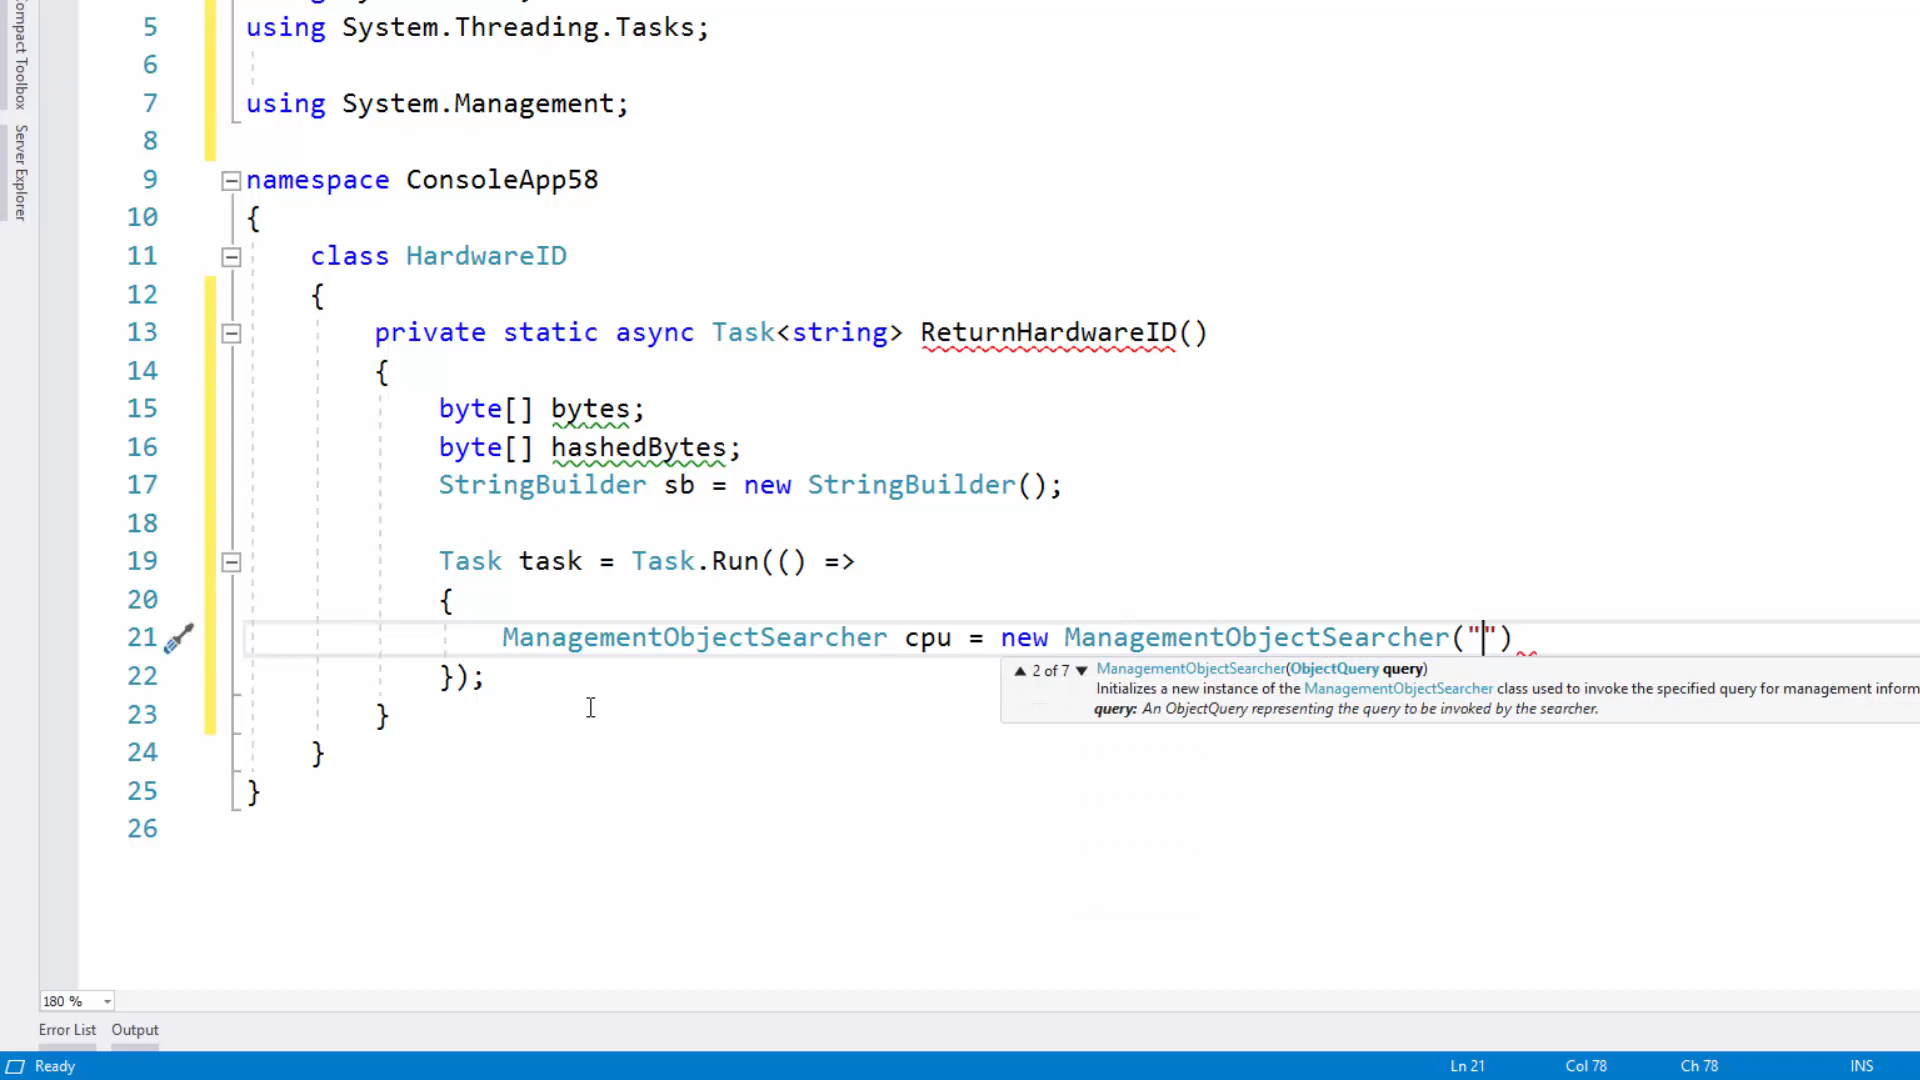 Compact Toolbox
Server Explorer
5 using System.Threading.Tasks;
6
7 using System.Management;
8
9 namespace ConsoleApp58
10 {
11 class HardwareID
12 {
13 private static async Task<string> ReturnHardwareID()
14 {
15 byte[] bytes;
16 byte[] hashedBytes;
17 StringBuilder sb = new StringBuilder();
18
19 Task task = Task.Run(() =>
20 {
21 ManagementObjectSearcher cpu = new ManagementObjectSearcher("")
▲ 2 of 7 ▼ ManagementObjectSearcher(ObjectQuery query)
Initializes a new instance of the ManagementObjectSearcher class used to invoke the specified query for management
query: An ObjectQuery representing the query to be invoked by the searcher.
22 });
23 }
24 }
25 }
26
180 %
Error List Output
Ready Ln 21 Col 78 Ch 78 INS